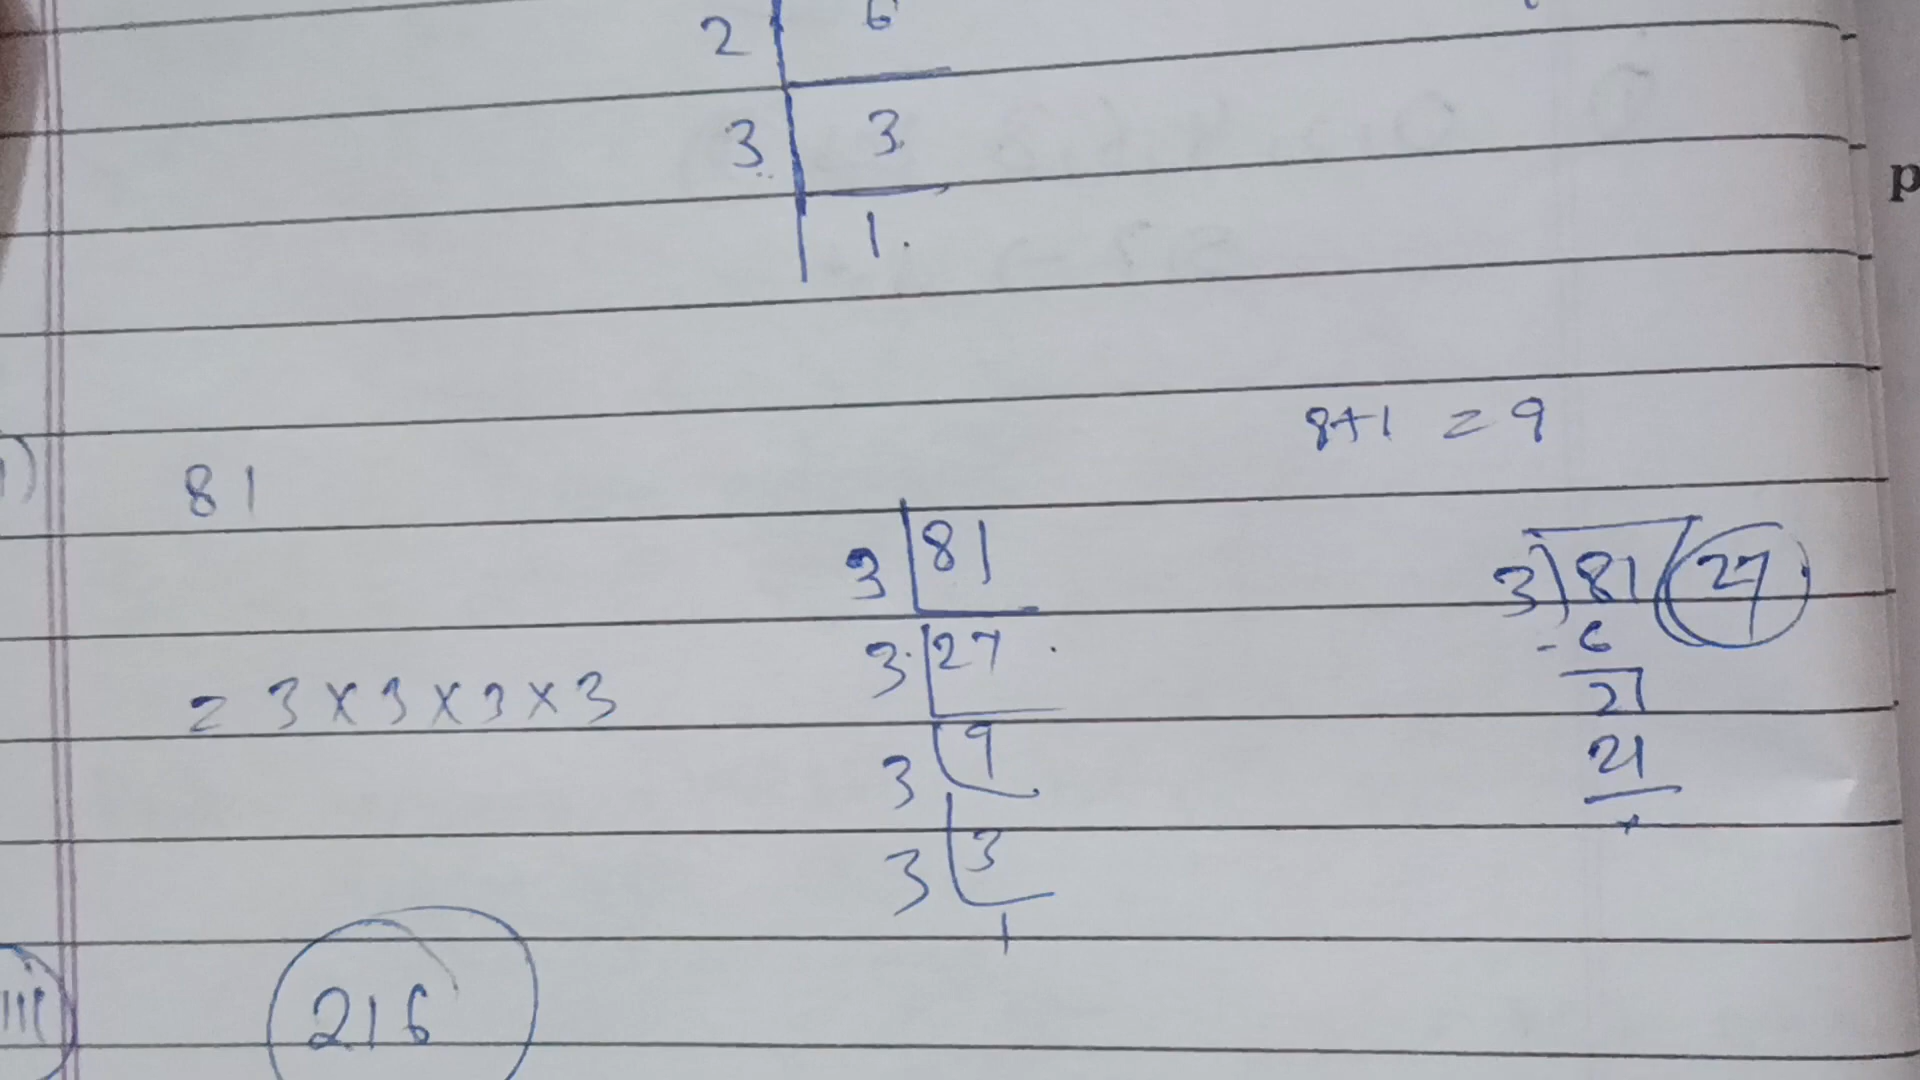 2 6
3 3
1.
8+1 = 9
81
3 81
3) 81 (27
3 27
- 6
21
= 3 x 3 x 3 x 3
21
3 9
x
3 3
1
iii) 216
p